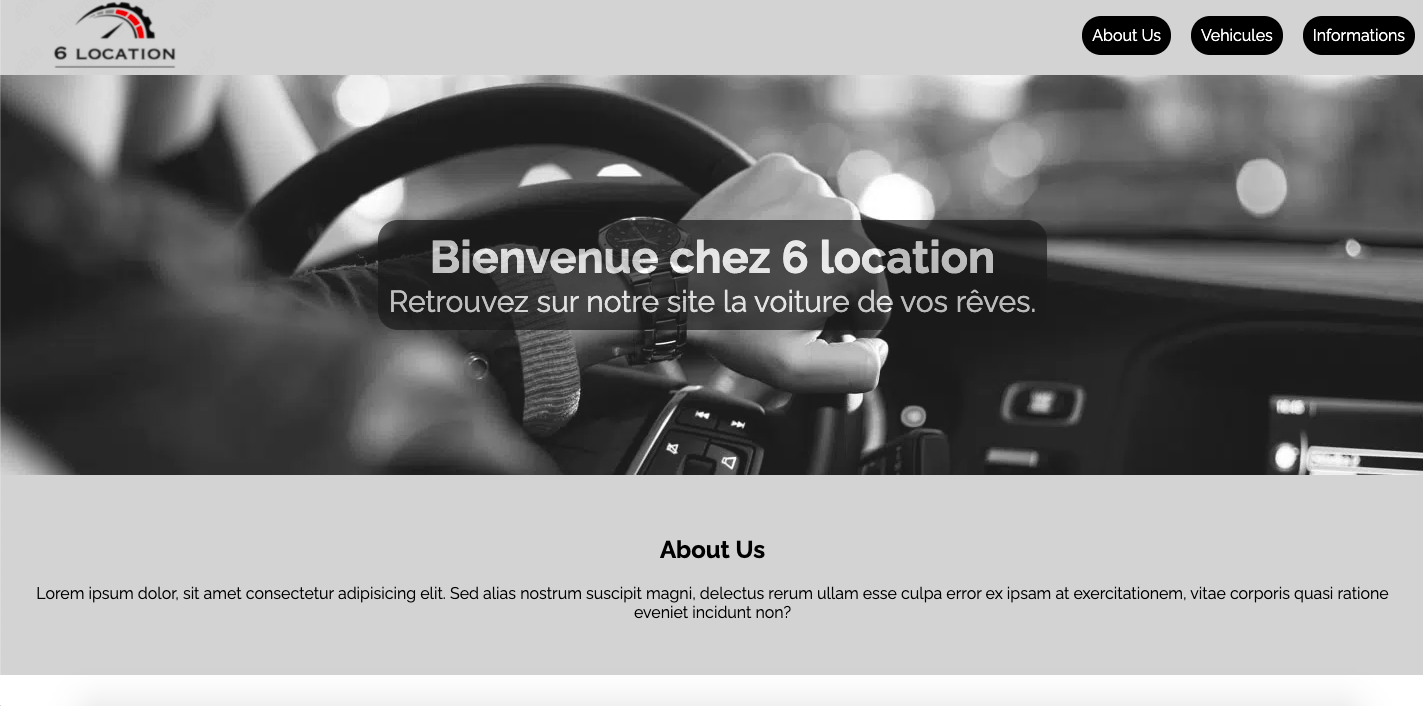 6 LOCATION
About Us
Vehicules
Informations
Bienvenue chez 6 location
Retrouvez sur notre site la voiture de vos rêves.
About Us
Lorem ipsum dolor, sit amet consectetur adipisicing elit. Sed alias nostrum suscipit magni, delectus rerum ullam esse culpa error ex ipsam at exercitationem, vitae corporis quasi ratione
eveniet incidunt non?